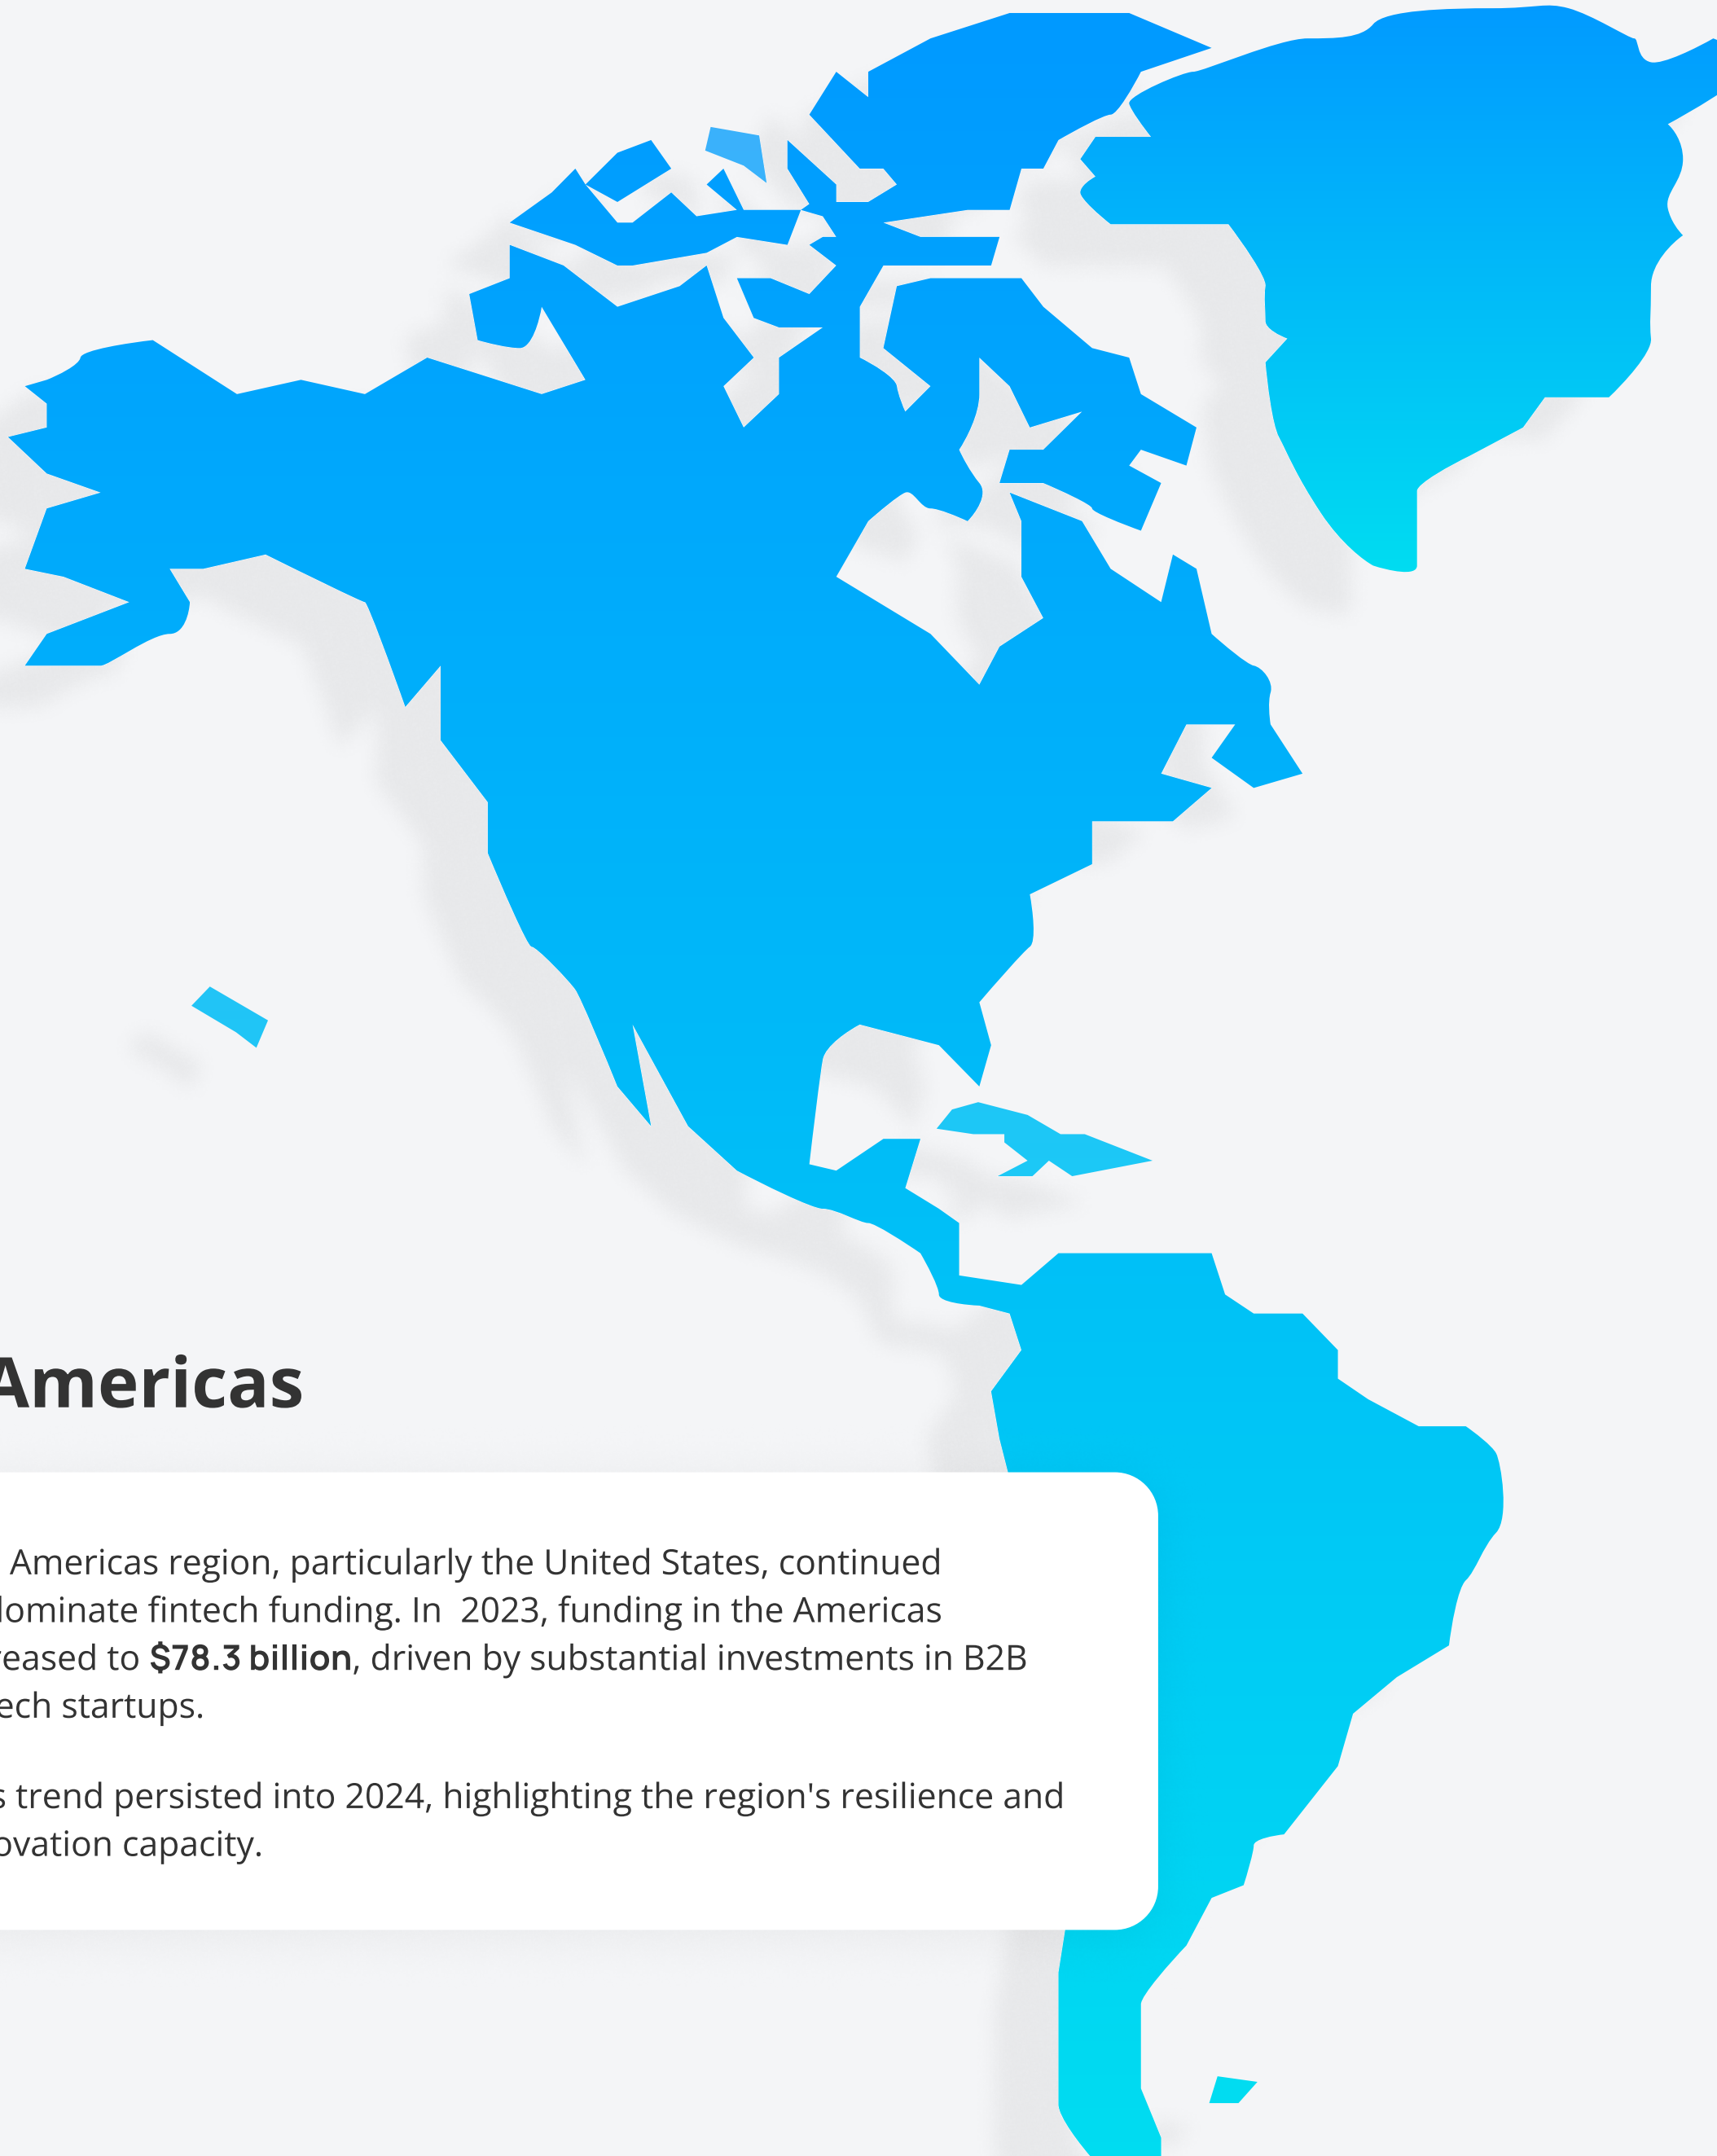 Americas
Americas region, particularly the United States, continued
ominate fintech funding. In  2023, funding in the Americas
eased to $78.3 billion, driven by substantial investments in B2B
ech startups.
s trend persisted into 2024, highlighting the region's resilience and
ovation capacity.